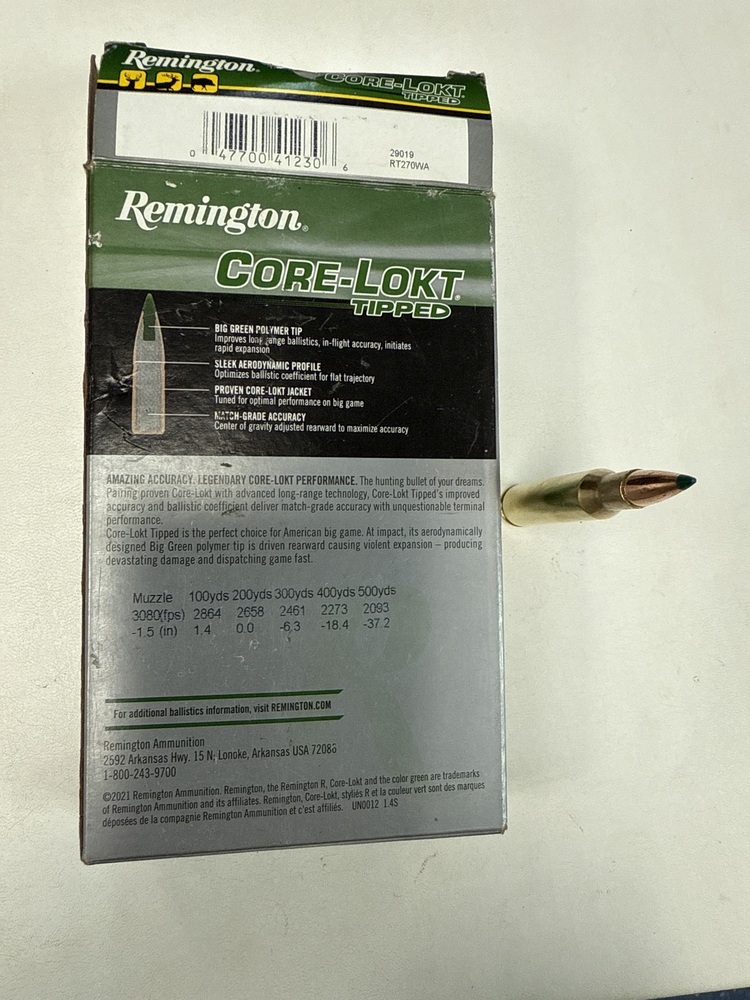 Remington.
CORE-LOKT
TIPPED
0 47700 41230 6
29019
RT270WA
Remington®
CORE-LOKT®
TIPPED
BIG GREEN POLYMER TIP
Improves long range ballistics, in-flight accuracy, initiates
rapid expansion
SLEEK AERODYNAMIC PROFILE
Optimizes ballistic coefficient for flat trajectory
PROVEN CORE-LOKT JACKET
Tuned for optimal performance on big game
MATCH-GRADE ACCURACY
Center of gravity adjusted rearward to maximize accuracy
AMAZING ACCURACY. LEGENDARY CORE-LOKT PERFORMANCE. The hunting bullet of your dreams.
Pairing proven Core-Lokt with advanced long-range technology, Core-Lokt Tipped's improved
accuracy and ballistic coefficient deliver match-grade accuracy with unquestionable terminal
performance.
Core-Lokt Tipped is the perfect choice for American big game. At impact, its aerodynamically
designed Big Green polymer tip is driven rearward causing violent expansion – producing
devastating damage and dispatching game fast.
Muzzle 100yds 200yds 300yds 400yds 500yds
3080(fps) 2864 2658 2461 2273 2093
-1.5 (in) 1.4 0.0 -6.3 -18.4 -37.2
For additional ballistics information, visit REMINGTON.COM
Remington Ammunition
2592 Arkansas Hwy. 15 N; Lonoke, Arkansas USA 72086
1-800-243-9700
©2021 Remington Ammunition. Remington, the Remington R, Core-Lokt and the color green are trademarks
of Remington Ammunition and its affiliates. Remington, Core-Lokt, styliés R et la couleur vert sont des marques
déposées de la compagnie Remington Ammunition et c'est affiliés. UN0012 1.4S